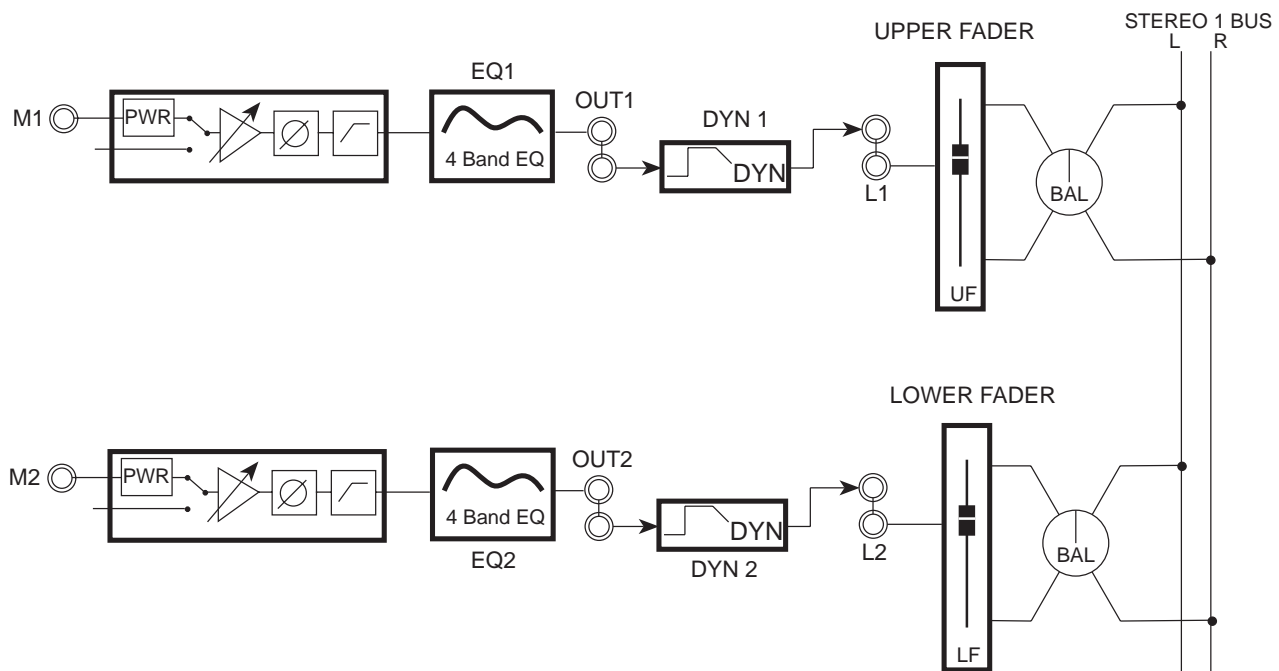 STEREO 1 BUS
L R
UPPER FADER
EQ1
OUT1
M1
PWR
4 Band EQ
DYN 1
DYN
L1
BAL
UF
LOWER FADER
OUT2
M2
PWR
4 Band EQ
EQ2
DYN
DYN 2
L2
BAL
LF